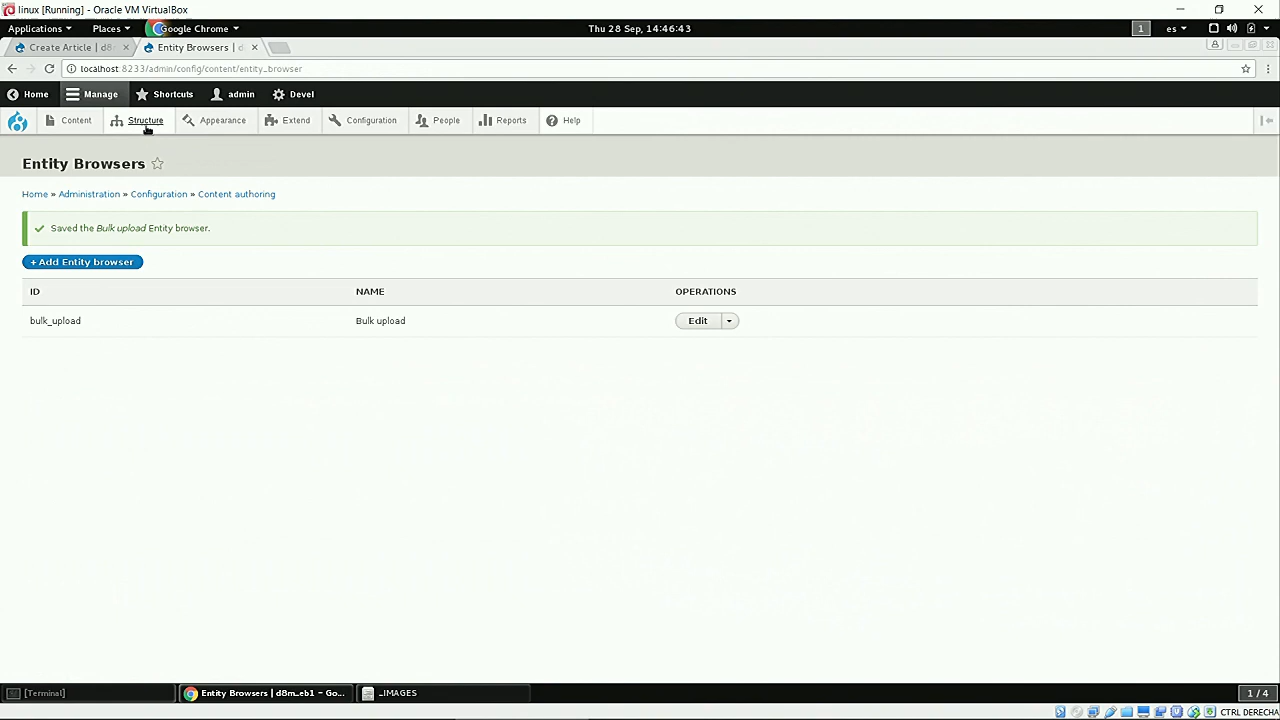 linux [Running] - Oracle VM VirtualBox
Applications Places Google Chrome Thu 28 Sep, 14:46:43 1 es
Create Article | d8 Entity Browsers | d
localhost:8233/admin/config/content/entity_browser
Home Manage Shortcuts admin Devel
Content Structure Appearance Extend Configuration People Reports Help
Entity Browsers
Home » Administration » Configuration » Content authoring
Saved the Bulk upload Entity browser.
+ Add Entity browser
ID NAME OPERATIONS
bulk_upload Bulk upload Edit
[Terminal] Entity Browsers | d8m_eb1 - Go... _IMAGES 1 / 4
CTRL DERECHA